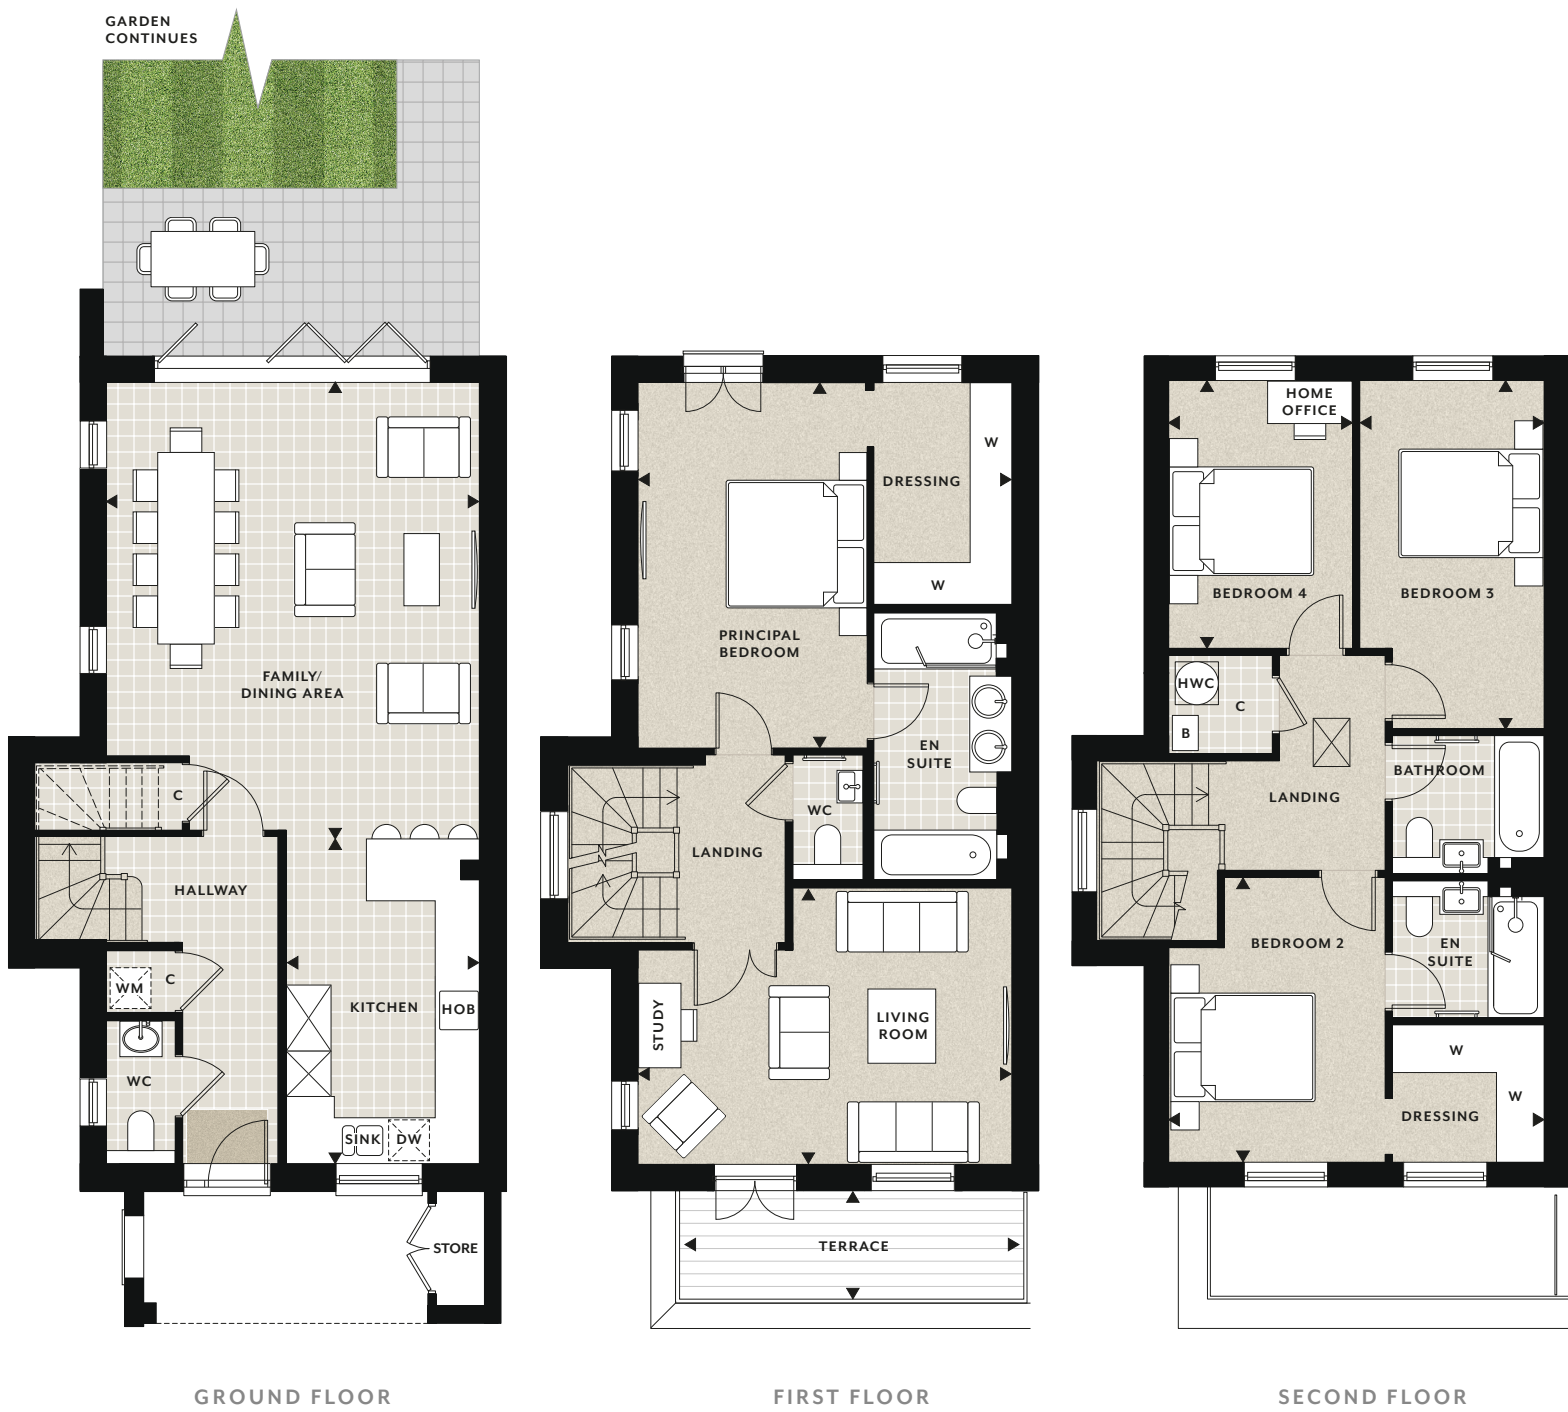 GARDEN
CONTINUES
FAMILY/
DINING AREA
C
HALLWAY
C
WM
KITCHEN
HOB
WC
SINK
DW
STORE
GROUND FLOOR
W
DRESSING
W
PRINCIPAL
BEDROOM
EN
SUITE
WC
LANDING
STUDY
LIVING
ROOM
TERRACE
FIRST FLOOR
HOME
OFFICE
BEDROOM 4
BEDROOM 3
HWC
C
B
BATHROOM
LANDING
BEDROOM 2
EN
SUITE
W
W
DRESSING
SECOND FLOOR